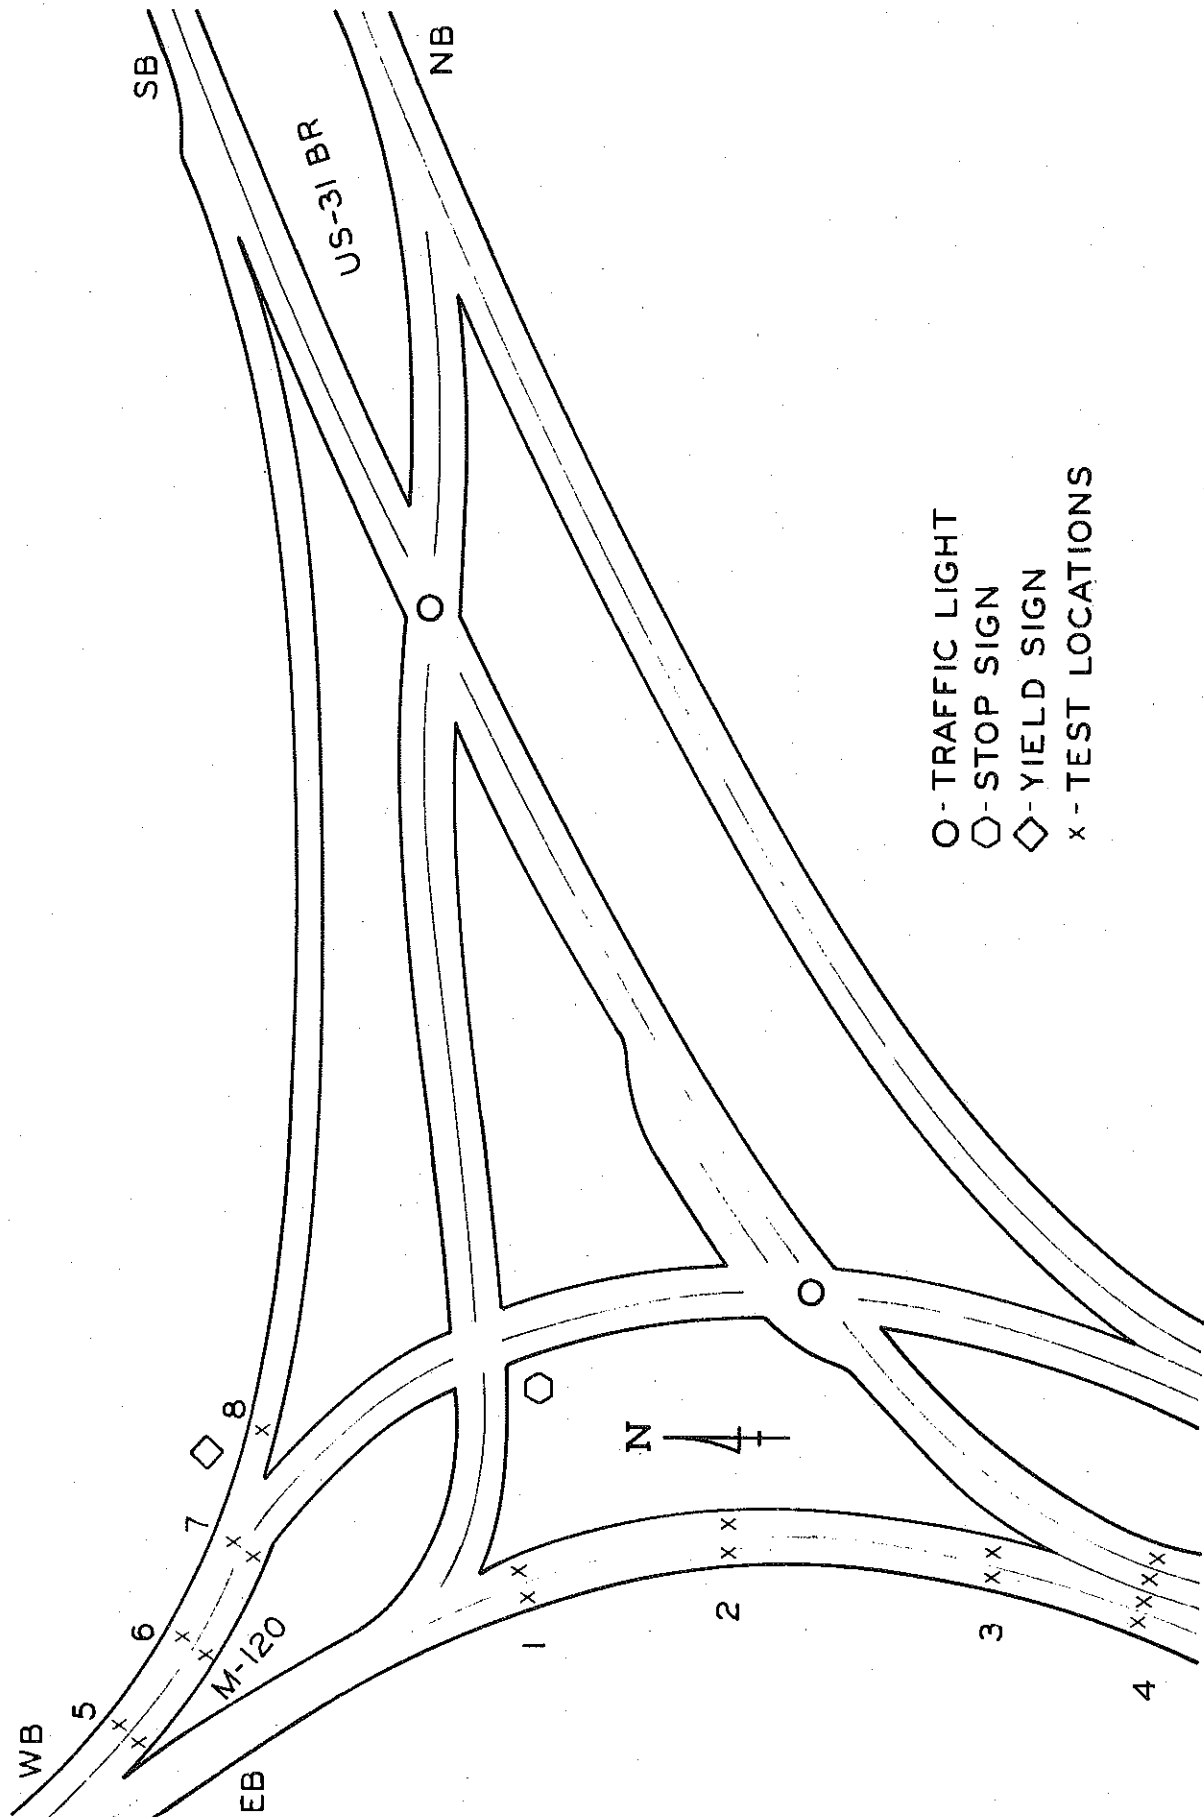 SB
NB
US-31 BR
○-TRAFFIC LIGHT
⬡-STOP SIGN
◇-YIELD SIGN
x-TEST LOCATIONS
8
7
6
5
WB
M-120
EB
N
1
2
3
4